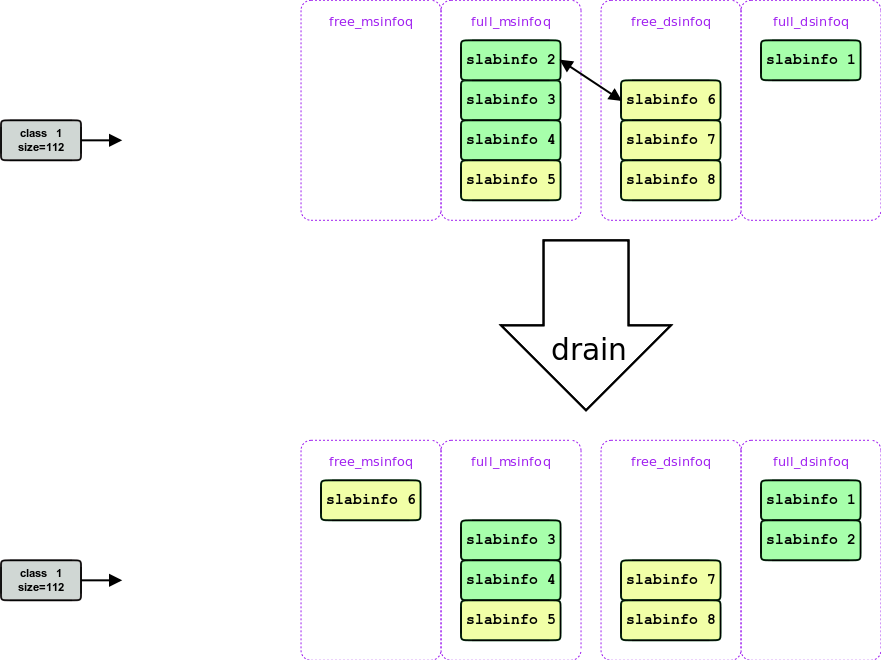 free_msinfoq full_msinfoq free_dsinfoq full_dsinfoq
slabinfo 2 slabinfo 1
slabinfo 3 slabinfo 6
class 1
size=112
slabinfo 4 slabinfo 7
slabinfo 5 slabinfo 8
drain
free_msinfoq full_msinfoq free_dsinfoq full_dsinfoq
slabinfo 6 slabinfo 1
slabinfo 3 slabinfo 2
class 1
size=112
slabinfo 4 slabinfo 7
slabinfo 5 slabinfo 8